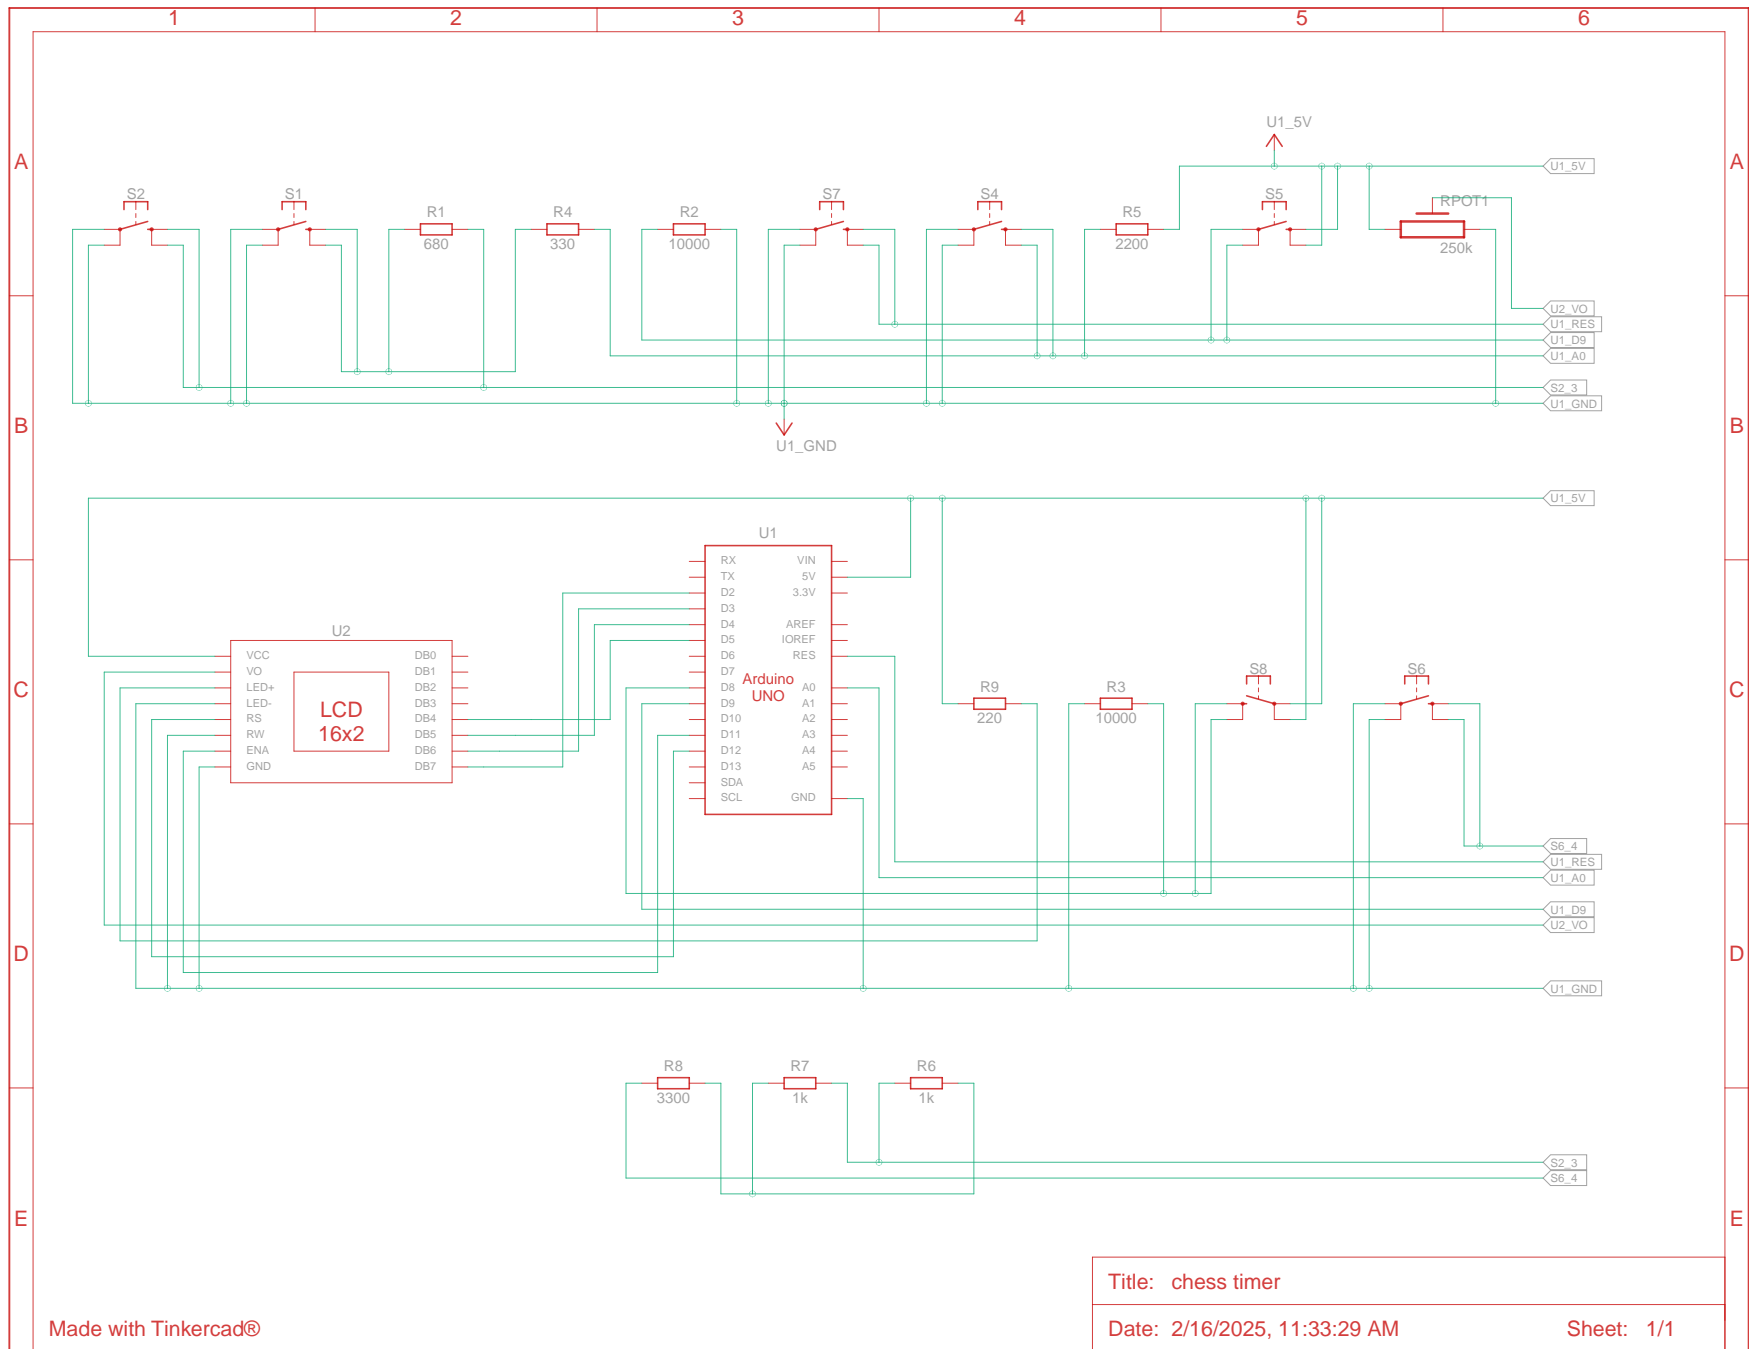 1 2 3 4 5 6
U1_5V
A A
U1_5V
S2 S1 S7 S4 S5 RPOT1
R1 R4 R2 R5
680 330 10000 2200 250k
U2_VO
U1_RES
U1_D9
U1_A0
S2_3
U1_GND
B B
U1_GND
U1_5V
U1
RX VIN
TX 5V
D2 3.3V
D3
D4 AREF
D5 IOREF
D6 RES
D7
D8 A0
D9 A1
D10 A2
D11 A3
D12 A4
D13 A5
SDA
SCL GND
Arduino
UNO
U2
VCC DB0
VO DB1
LED+ DB2
LED- DB3
RS DB4
RW DB5
ENA DB6
GND DB7
LCD
16x2
C C
R9 R3 S8 S6
220 10000
S6_4
U1_RES
U1_A0
U1_D9
U2_VO
D D
U1_GND
R8 R7 R6
3300 1k 1k
S2_3
S6_4
E E
Title: chess timer
Made with Tinkercad®
Date: 2/16/2025, 11:33:29 AM Sheet: 1/1